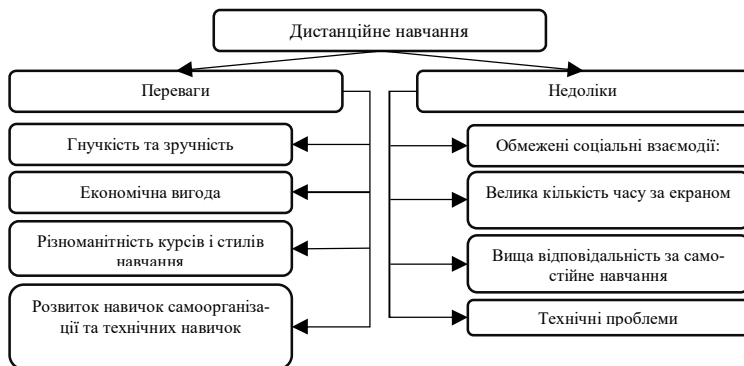 Дистанційне навчання
Переваги
Гнучкість та зручність
Економічна вигода
Різноманітність курсів і стилів
навчання
Розвиток навичок самоорганіза-
ції та технічних навичок
Недоліки
Обмежені соціальні взаємодії:
Велика кількість часу за екраном
Вища відповідальність за само-
стійне навчання
Технічні проблеми